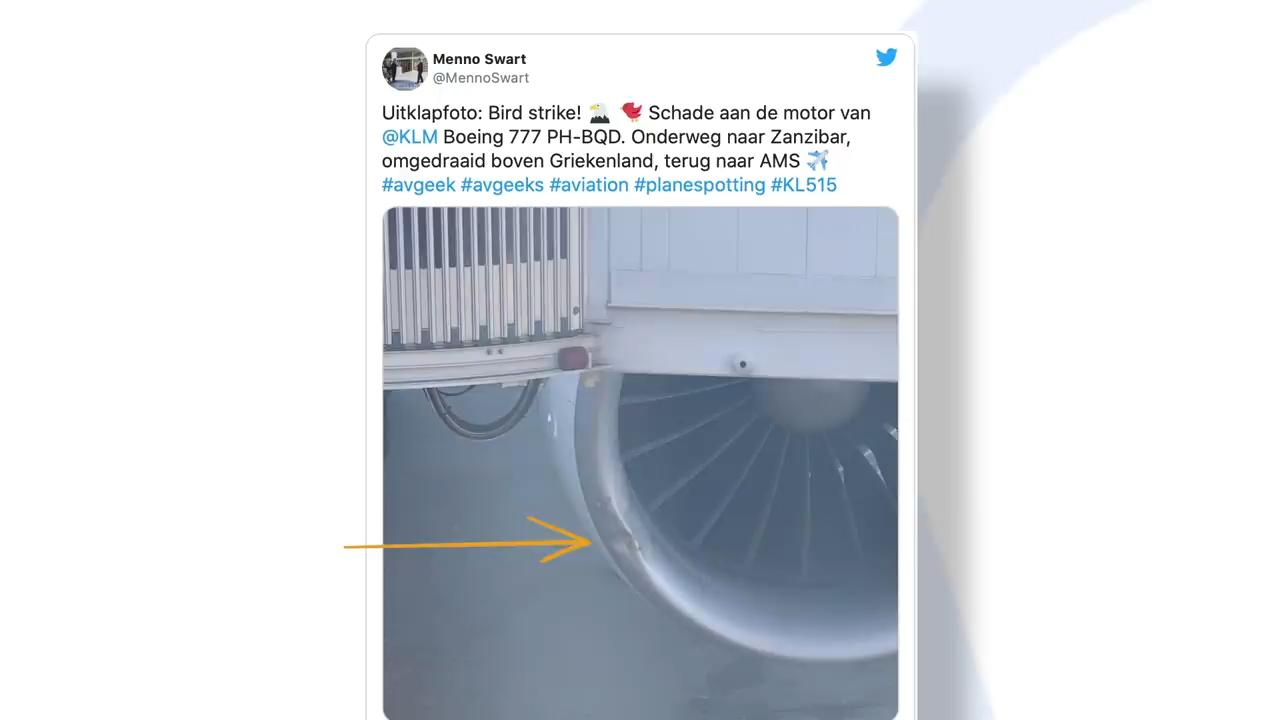 Menno Swart
@MennoSwart
Uitklapfoto: Bird strike! 🦅 🐦 Schade aan de motor van
@KLM Boeing 777 PH-BQD. Onderweg naar Zanzibar,
omgedraaid boven Griekenland, terug naar AMS ✈️
#avgeek #avgeeks #aviation #planespotting #KL515